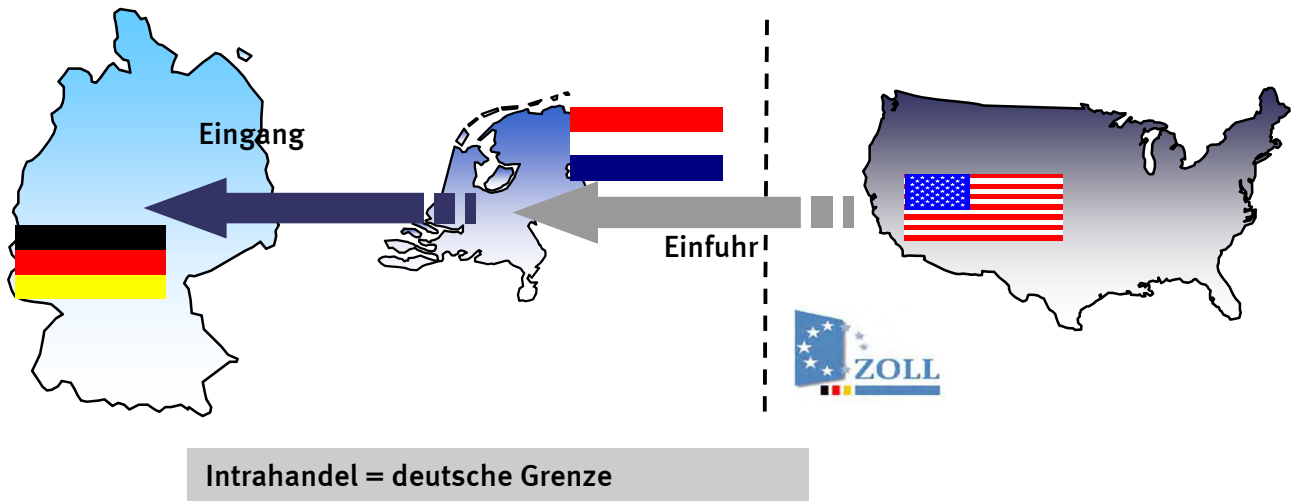 Eingang
Einfuhr
ZOLL
Intrahandel = deutsche Grenze